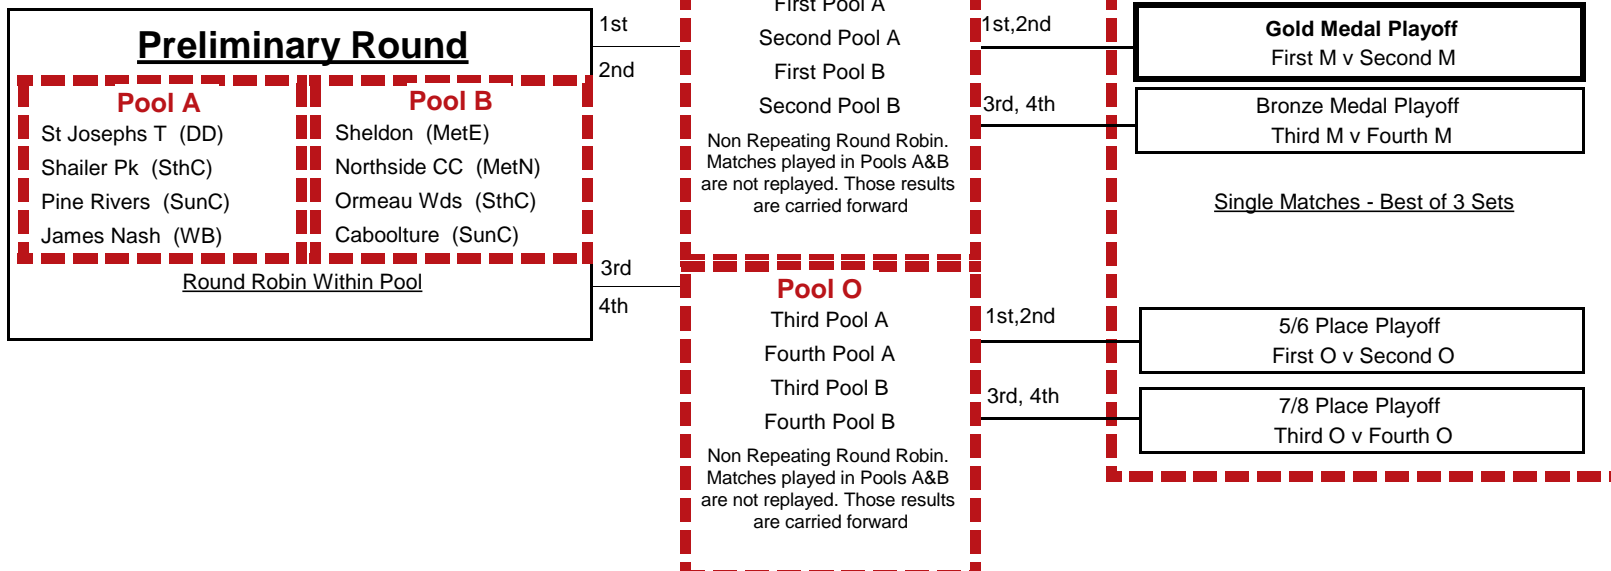 Preliminary Round
Pool A
St Josephs T (DD)
Shailer Pk (SthC)
Pine Rivers (SunC)
James Nash (WB)
Pool B
Sheldon (MetE)
Northside CC (MetN)
Ormeau Wds (SthC)
Caboolture (SunC)
Round Robin Within Pool
1st
2nd
3rd
4th
First Pool A
Second Pool A
First Pool B
Second Pool B
Non Repeating Round Robin.
Matches played in Pools A&B
are not replayed. Those results
are carried forward
Pool O
Third Pool A
Fourth Pool A
Third Pool B
Fourth Pool B
Non Repeating Round Robin.
Matches played in Pools A&B
are not replayed. Those results
are carried forward
1st,2nd
3rd, 4th
1st,2nd
3rd, 4th
Gold Medal Playoff
First M v Second M
Bronze Medal Playoff
Third M v Fourth M
Single Matches - Best of 3 Sets
5/6 Place Playoff
First O v Second O
7/8 Place Playoff
Third O v Fourth O